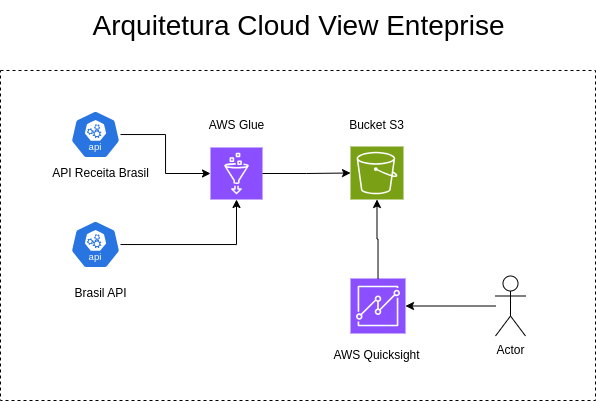 Arquitetura Cloud View Enteprise
AWS Glue
Bucket S3
api
API Receita Brasil
api
Brasil API
AWS Quicksight
Actor